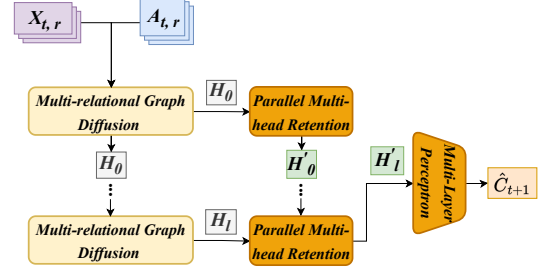 X_{t, r}
A_{t, r}
Multi-relational Graph
Diffusion
H_0
Parallel Multi-
head Retention
H_0
H'_0
H'_l
Multi-Layer
Perceptron
Ĉ_{t+1}
Multi-relational Graph
Diffusion
H_l
Parallel Multi-
head Retention